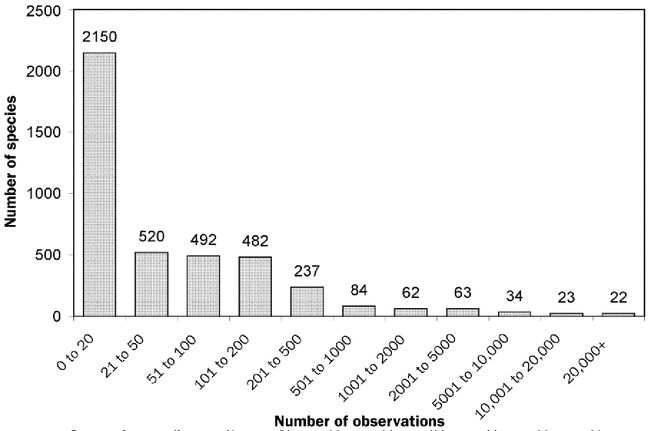 2500
2000
1500
1000
500
0
Number of species
2150
520
492
482
237
84
62
63
34
23
22
0 to 20
21 to 50
51 to 100
101 to 200
201 to 500
501 to 1000
1001 to 2000
2001 to 5000
5001 to 10,000
10,001 to 20,000
20,000+
Number of observations